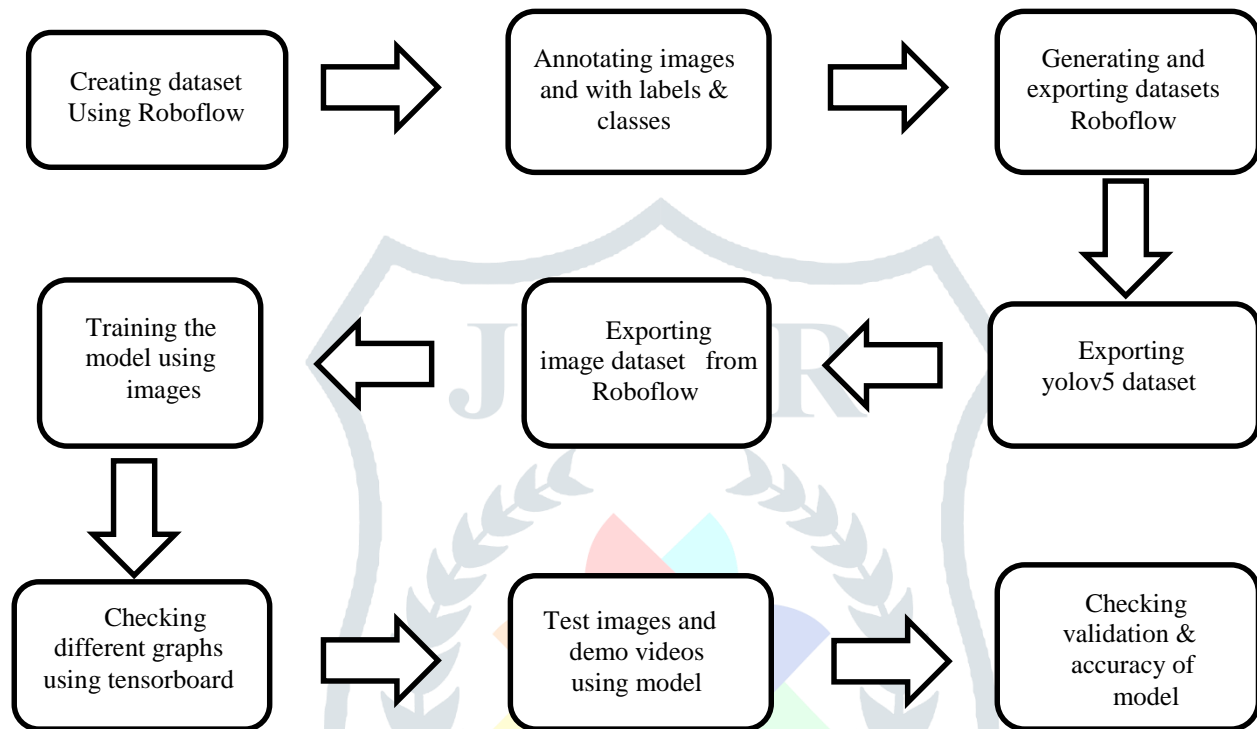 Creating dataset
Using Roboflow
Annotating images
and with labels &
classes
Generating and
exporting datasets
Roboflow
Exporting
yolov5 dataset
Exporting
image dataset from
Roboflow
Training the
model using
images
Checking
different graphs
using tensorboard
Test images and
demo videos
using model
Checking
validation &
accuracy of
model
J
R